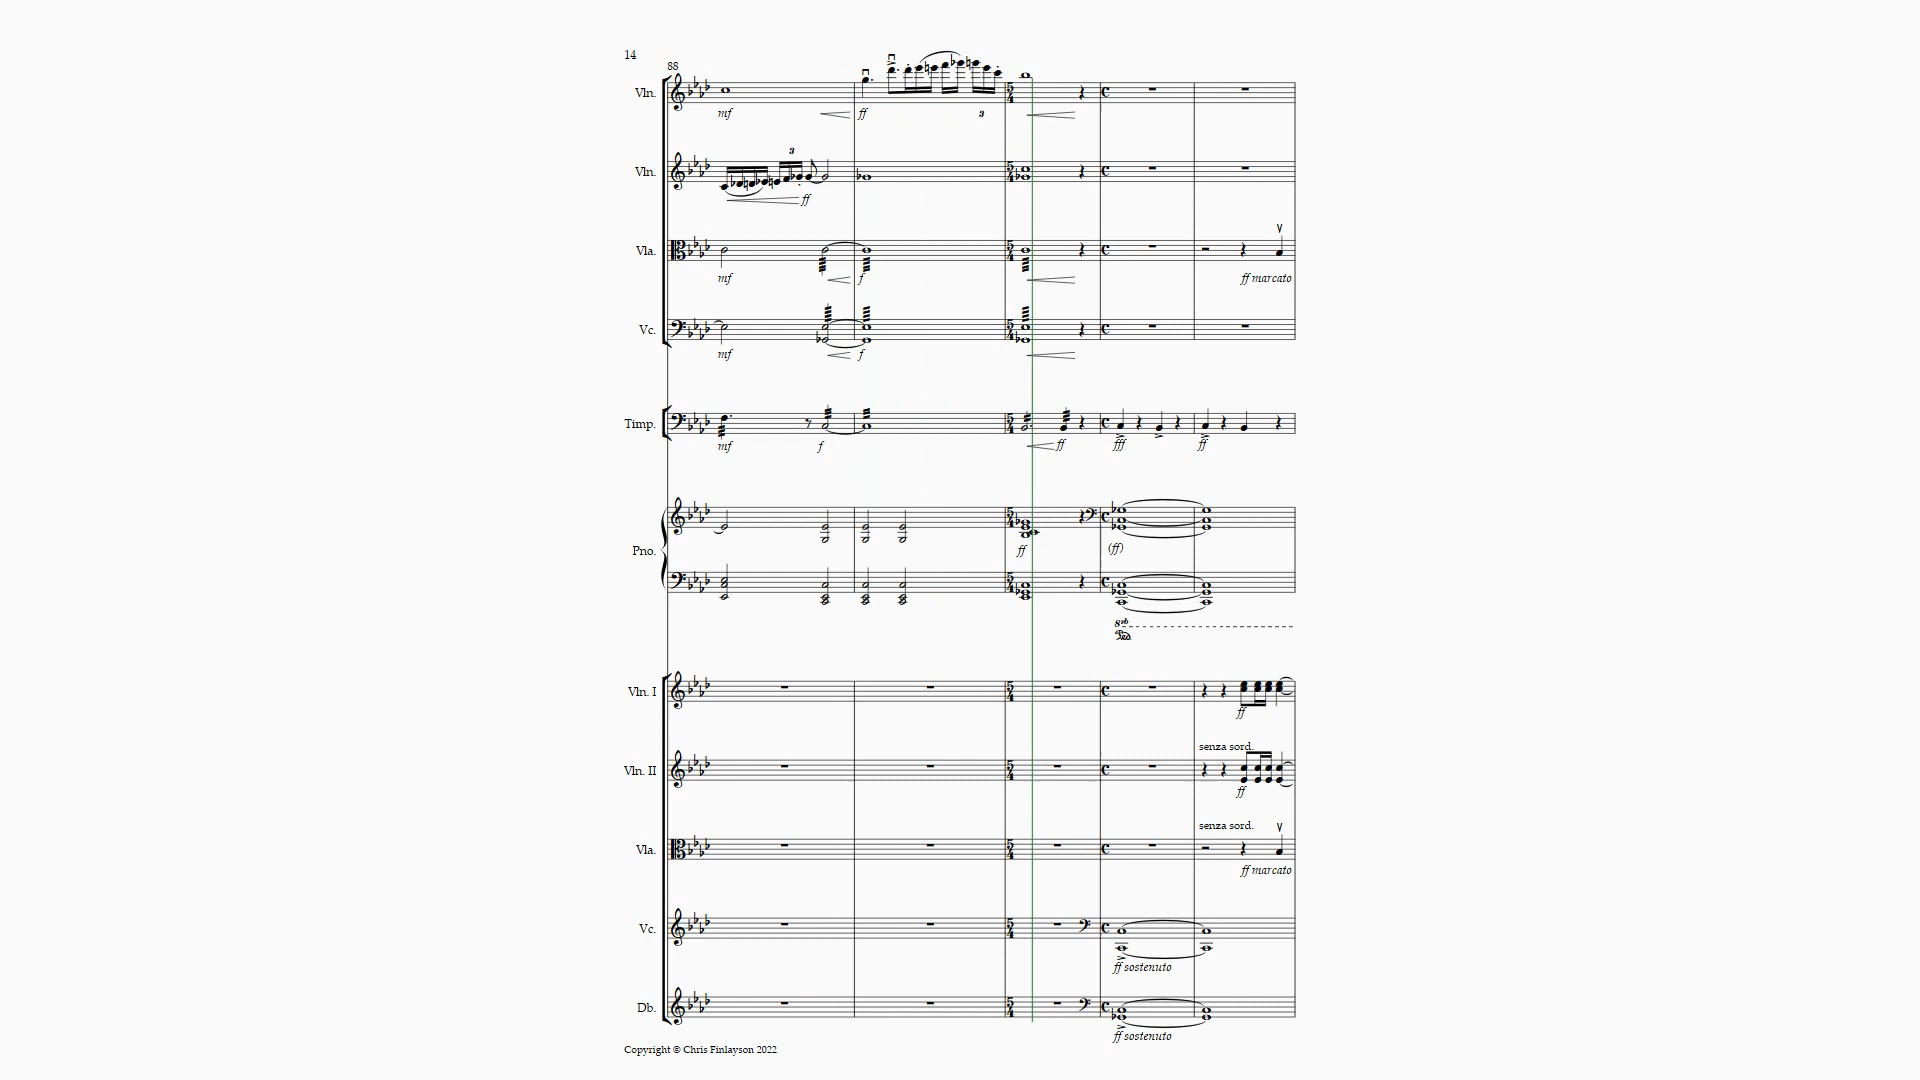 14
88
Vln.
mf
ff
3
Vln.
3
ff
Vla.
mf
f
ff marcato
Vc.
mf
f
Timp.
mf
f
ff
fff
ff
Pno.
ff
(ff)
8vb
Ped
Vln. I
ff
senza sord.
Vln. II
ff
senza sord.
Vla.
ff marcato
Vc.
ff sostenuto
Db.
ff sostenuto
Copyright © Chris Finlayson 2022